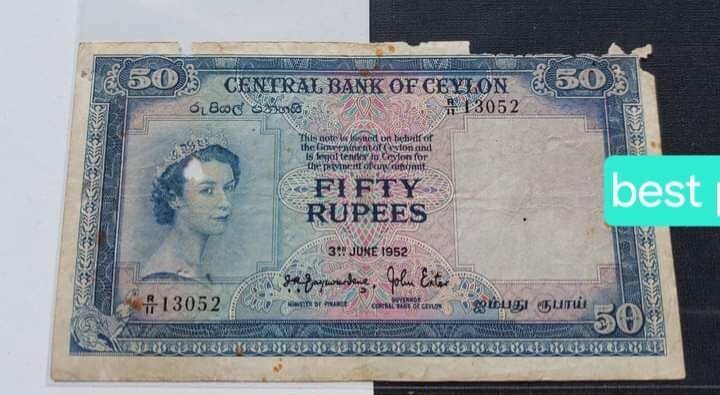 50
CENTRAL BANK OF CEYLON
50
රුපියල් පනහයි
R/11 13052
This note is issued on behalf of
the Government of Ceylon and
is legal tender in Ceylon for
the payment of any amount.
FIFTY
RUPEES
best
3RD JUNE 1952
MINISTER OF FINANCE
GOVERNOR
CENTRAL BANK OF CEYLON
R/11 13052
ஐம்பது ரூபாய்
50